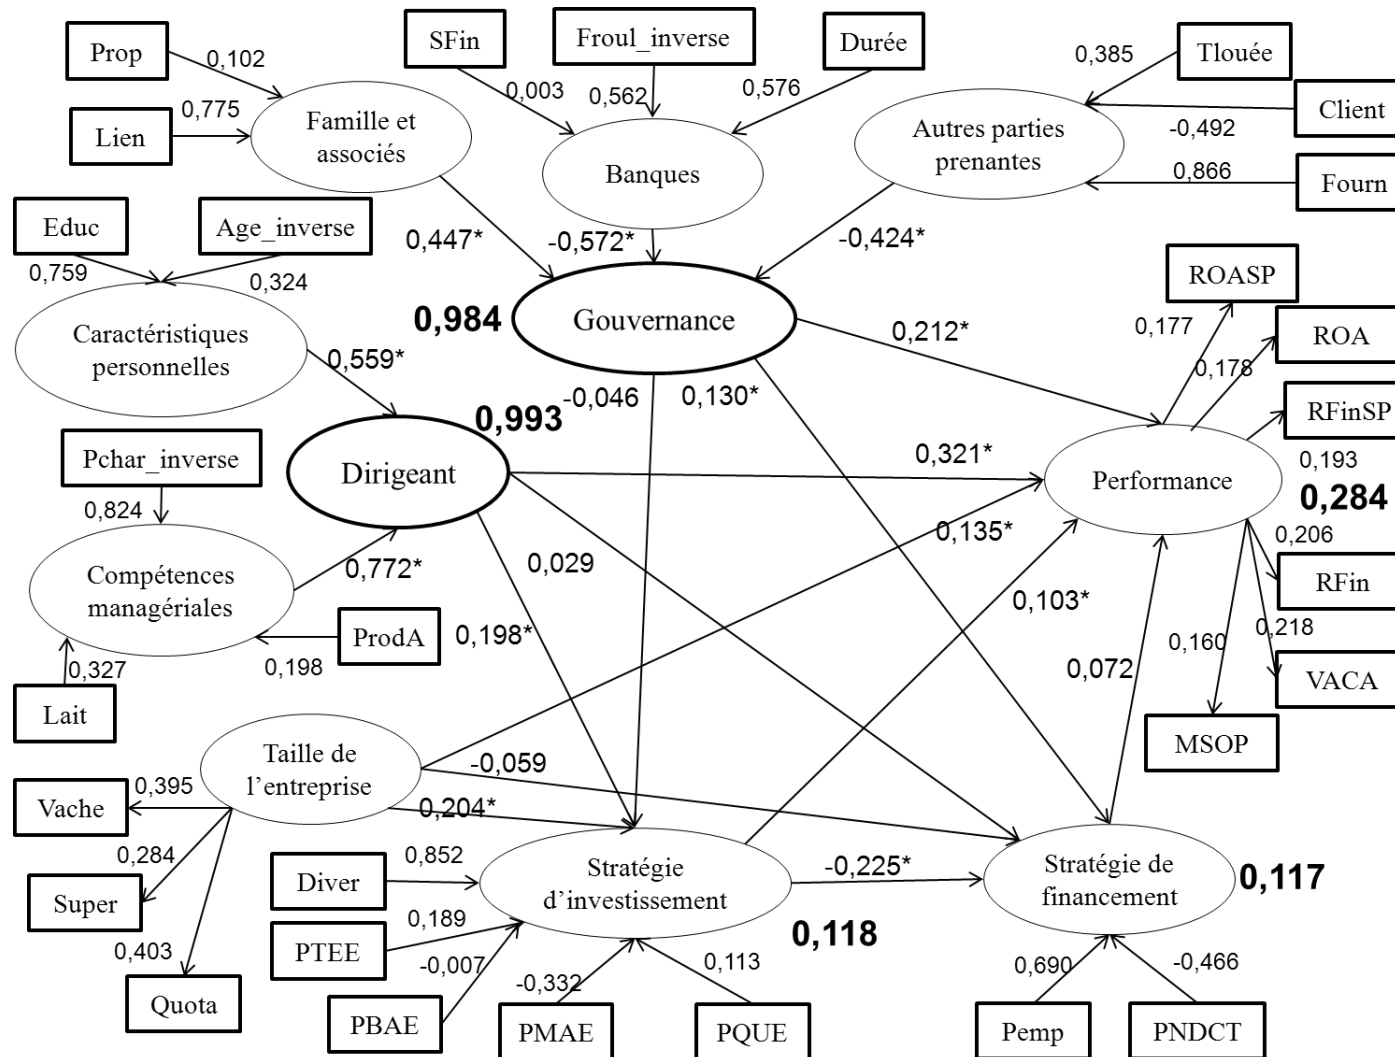 Prop
SFin
Froul_inverse
Durée
Tlouée
0,385
0,102
0,003
0,562
0,576
Client
-0,492
Lien
0,775
Famille et
associés
Banques
Autres parties
prenantes
0,866
Fourn
Educ
Age_inverse
0,759
0,324
0,447*
-0,572*
-0,424*
ROASP
0,177
ROA
0,178
Caractéristiques
personnelles
0,984
Gouvernance
0,212*
0,559*
-0,046
0,130*
0,993
RFinSP
0,193
Pchar_inverse
0,824
Dirigeant
0,321*
Performance
0,284
0,135*
0,206
Compétences
managériales
0,772*
0,029
0,103*
RFin
ProdA
0,198
0,198*
0,327
Lait
0,072
0,160
0,218
VACA
MSOP
Taille de
l’entreprise
-0,059
0,204*
Vache
0,395
0,284
Super
0,403
Quota
Diver
0,852
Stratégie
d’investissement
-0,225*
Stratégie de
financement
0,117
0,118
PTEE
0,189
-0,007
-0,332
0,113
0,690
-0,466
PBAE
PMAE
PQUE
Pemp
PNDCT